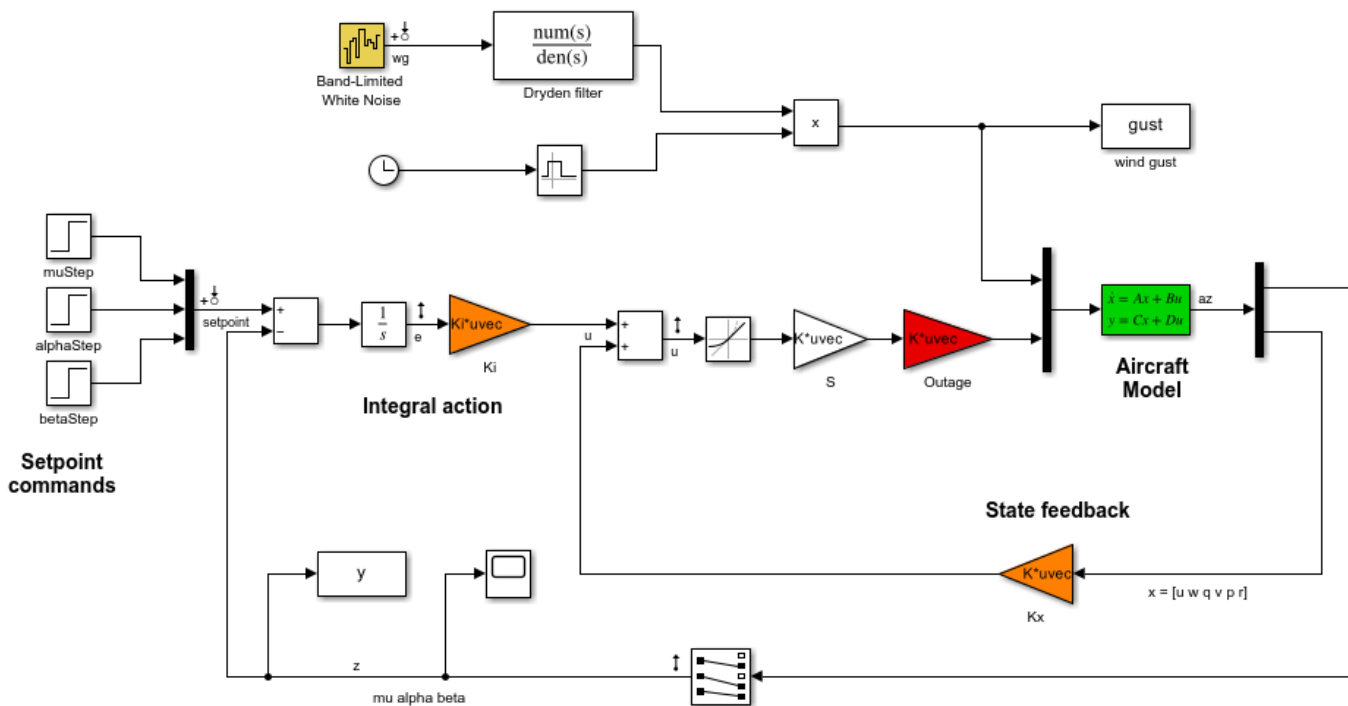 num(s)
den(s)
wg
Band-Limited
White Noise
Dryden filter
x
gust
wind gust
muStep
alphaStep
betaStep
+
setpoint
+
−
1
s
e
Ki*uvec
Ki
u
+
+
u
K*uvec
S
K*uvec
Outage
ẋ = Ax + Bu
y = Cx + Du
az
Aircraft
Model
Integral action
Setpoint
commands
State feedback
K*uvec
Kx
x = [u w q v p r]
y
z
mu alpha beta